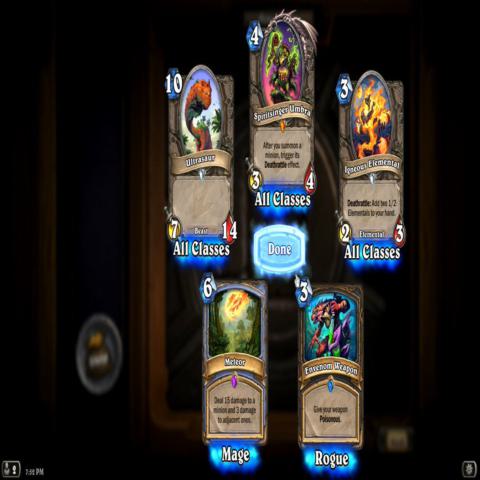 4
Spiritsinger Umbra
After you summon a
minion, trigger its
Deathrattle effect.
3
4
All Classes
10
Ultrasaur
Beast
7
14
All Classes
3
Igneous Elemental
Deathrattle: Add two 1/2
Elementals to your hand.
Elemental
2
3
All Classes
Done
6
Meteor
Deal 15 damage to a
minion and 3 damage
to adjacent ones.
Mage
3
Envenom Weapon
Give your weapon
Poisonous.
Rogue